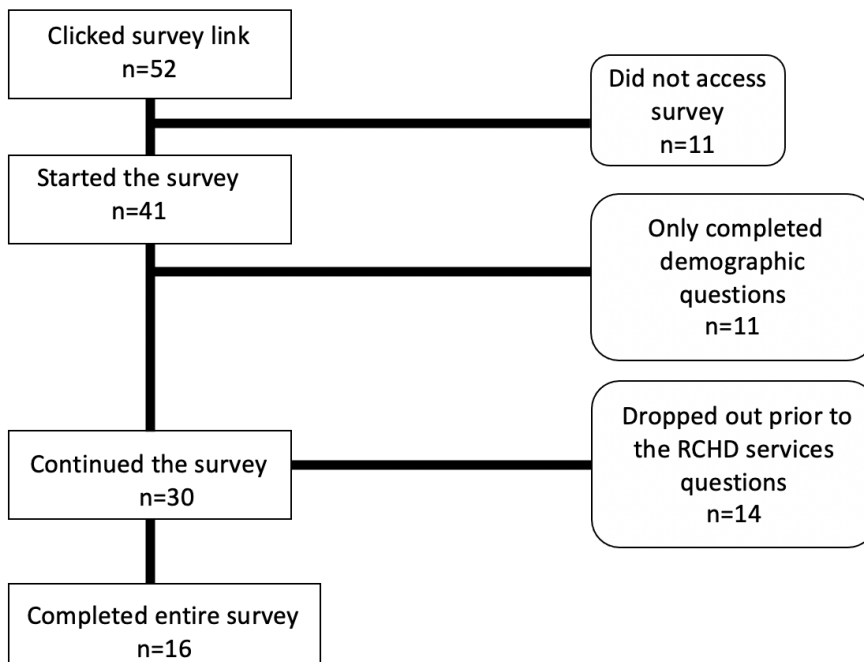 Clicked survey link
n=52
Did not access
survey
n=11
Started the survey
n=41
Only completed
demographic
questions
n=11
Dropped out prior to
the RCHD services
questions
n=14
Continued the survey
n=30
Completed entire survey
n=16